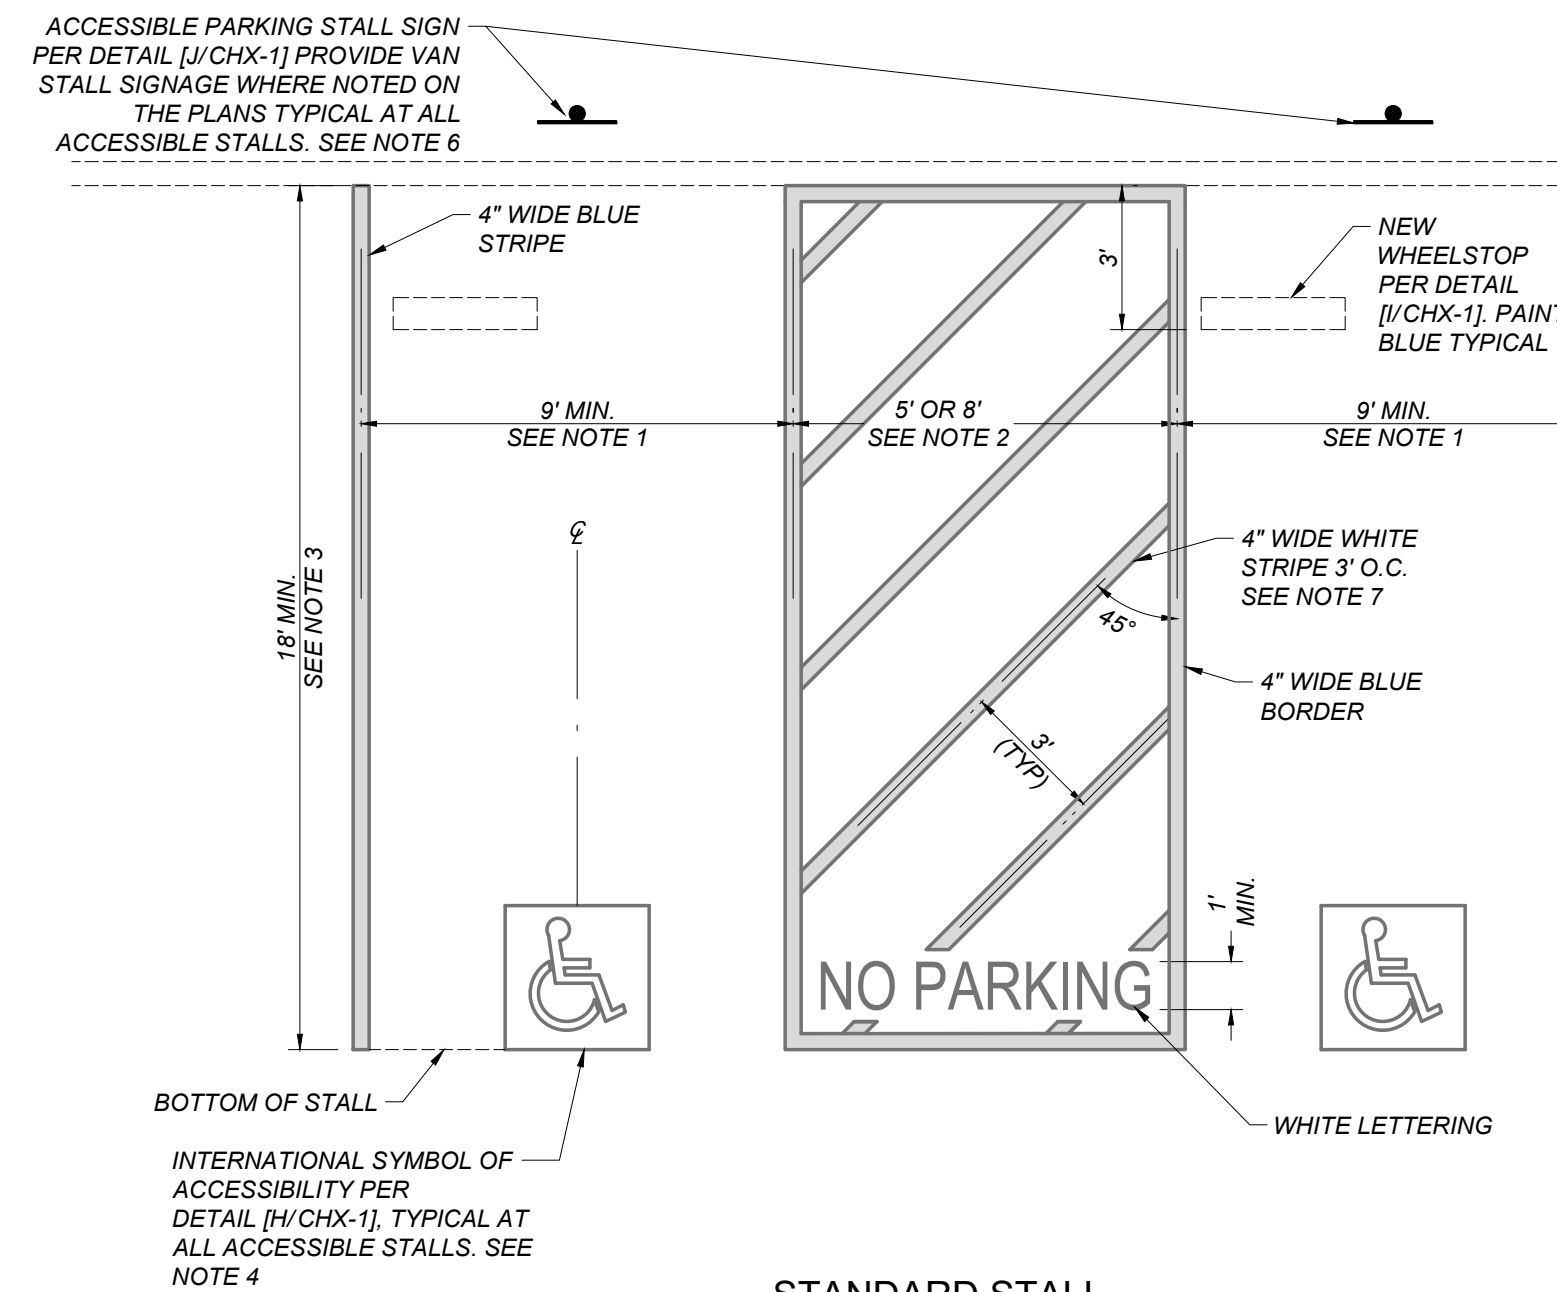 ACCESSIBLE PARKING STALL SIGN
PER DETAIL [J/CHX-1] PROVIDE VAN
STALL SIGNAGE WHERE NOTED ON
THE PLANS TYPICAL AT ALL
ACCESSIBLE STALLS. SEE NOTE 6
4" WIDE BLUE
STRIPE
3'
NEW
WHEELSTOP
PER DETAIL
[I/CHX-1]. PAINT
BLUE TYPICAL
9' MIN.
SEE NOTE 1
5' OR 8'
SEE NOTE 2
9' MIN.
SEE NOTE 1
18' MIN.
SEE NOTE 3
℄
4" WIDE WHITE
STRIPE 3' O.C.
SEE NOTE 7
45°
4" WIDE BLUE
BORDER
3'
(TYP)
1'
MIN.
NO PARKING
BOTTOM OF STALL
WHITE LETTERING
INTERNATIONAL SYMBOL OF
ACCESSIBILITY PER
DETAIL [H/CHX-1], TYPICAL AT
ALL ACCESSIBLE STALLS. SEE
NOTE 4
STANDARD STALL